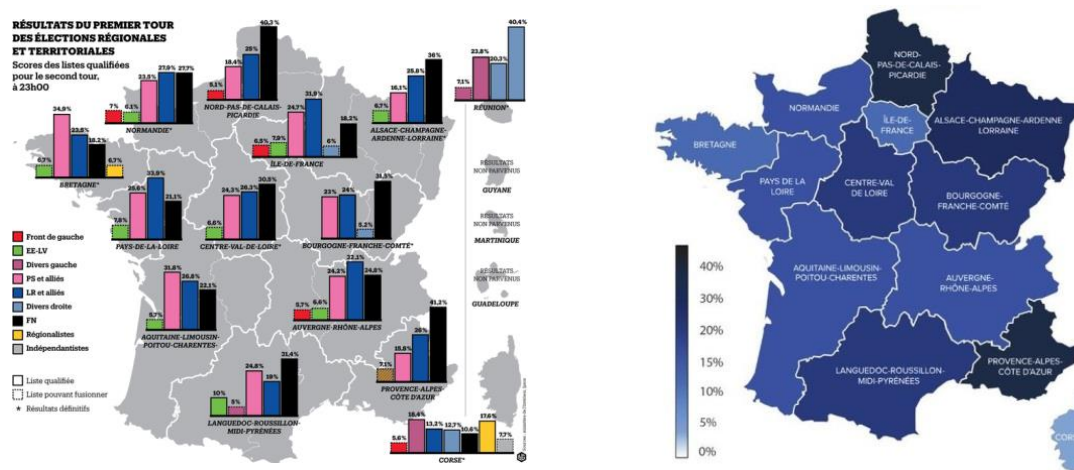 RÉSULTATS DU PREMIER TOUR
DES ÉLECTIONS RÉGIONALES
ET TERRITORIALES
Scores des listes qualifiées
pour le second tour,
à 23h00
7%
6,1%
27,9%
27,7%
NORMANDIE*
9,1%
18,4%
25%
40,3%
NORD-PAS-DE-CALAIS-
PICARDIE
6,7%
16,1%
25,8%
36%
ALSACE-CHAMPAGNE-
ARDENNE-LORRAINE*
7,1%
23,8%
20,3%
40,4%
RÉUNION*
6,7%
34,9%
23,5%
18,2%
6,7%
BRETAGNE*
24,7%
31,9%
6%
18,2%
ÎLE-DE-FRANCE
RÉSULTATS
NON PARVENUS
GUYANE
7,8%
25,6%
33,9%
21,1%
PAYS-DE-LA-LOIRE
6,6%
24,3%
26,3%
30,5%
CENTRE-VAL-DE-LOIRE*
23%
24%
5,2%
31,5%
BOURGOGNE-FRANCHE-COMTÉ*
RÉSULTATS
NON PARVENUS
MARTINIQUE
RÉSULTATS
NON PARVENUS
GUADELOUPE
Front de gauche
EE-LV
Divers gauche
PS et alliés
LR et alliés
Divers droite
FN
Régionalistes
Indépendantistes
Liste qualifiée
Liste pouvant fusionner
* Résultats définitifs
5,7%
31,8%
26,8%
22,1%
AQUITAINE-LIMOUSIN-
POITOU-CHARENTES
5,7%
6,6%
24,2%
32,1%
24,8%
AUVERGNE-RHÔNE-ALPES
7,1%
15,8%
26%
41,2%
PROVENCE-ALPES-
CÔTE D'AZUR
10%
5%
24,8%
19%
31,4%
LANGUEDOC-ROUSSILLON-
MIDI-PYRÉNÉES
5,6%
18,4%
13,2%
12,7%
10,6%
17,6%
7,7%
CORSE*
NORD-
PAS-DE-CALAIS-
PICARDIE
NORMANDIE
ÎLE-DE-
FRANCE
ALSACE-CHAMPAGNE-ARDENNE
LORRAINE
BRETAGNE
PAYS DE LA
LOIRE
CENTRE-VAL
DE LOIRE
BOURGOGNE-
FRANCHE-COMTÉ
AQUITAINE-LIMOUSIN-
POITOU-CHARENTES
AUVERGNE-
RHÔNE-ALPES
LANGUEDOC-ROUSSILLON-
MIDI-PYRÉNÉES
PROVENCE-ALPES-
CÔTE D'AZUR
40%
30%
20%
15%
10%
5%
0%